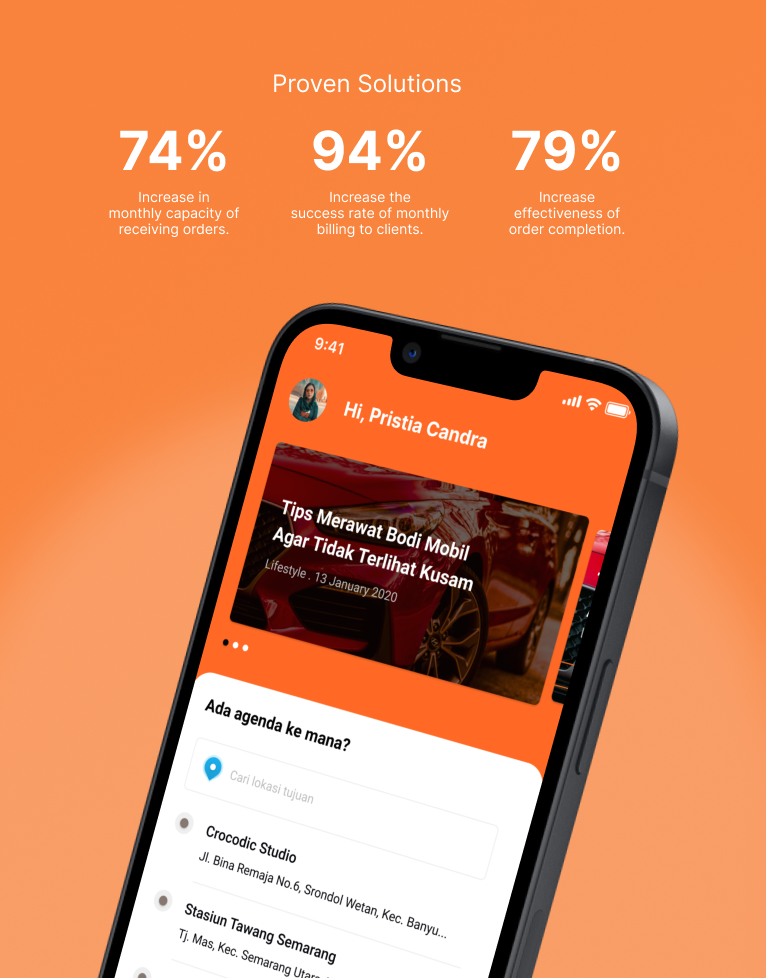 Proven Solutions
74%
94%
79%
Increase in
monthly capacity of
receiving orders.
Increase the
success rate of monthly
billing to clients.
Increase
effectiveness of
order completion.
9:41
Hi, Pristia Candra
Tips Merawat Bodi Mobil
Agar Tidak Terlihat Kusam
Lifestyle . 13 January 2020
Ada agenda ke mana?
Cari lokasi tujuan
Crocodic Studio
Jl. Bina Remaja No.6, Srondol Wetan, Kec. Banyu...
Stasiun Tawang Semarang
Tj. Mas, Kec. Semarang Utara